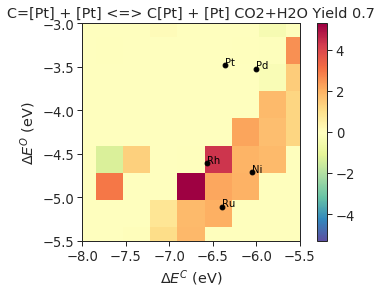 C=[Pt] + [Pt] <=> C[Pt] + [Pt] CO2+H2O Yield 0.7
−3.0
−3.5
−4.0
−4.5
−5.0
−5.5
ΔE^O (eV)
Pt
Pd
Rh
Ni
Ru
−8.0 −7.5 −7.0 −6.5 −6.0 −5.5
ΔE^C (eV)
4
2
0
−2
−4